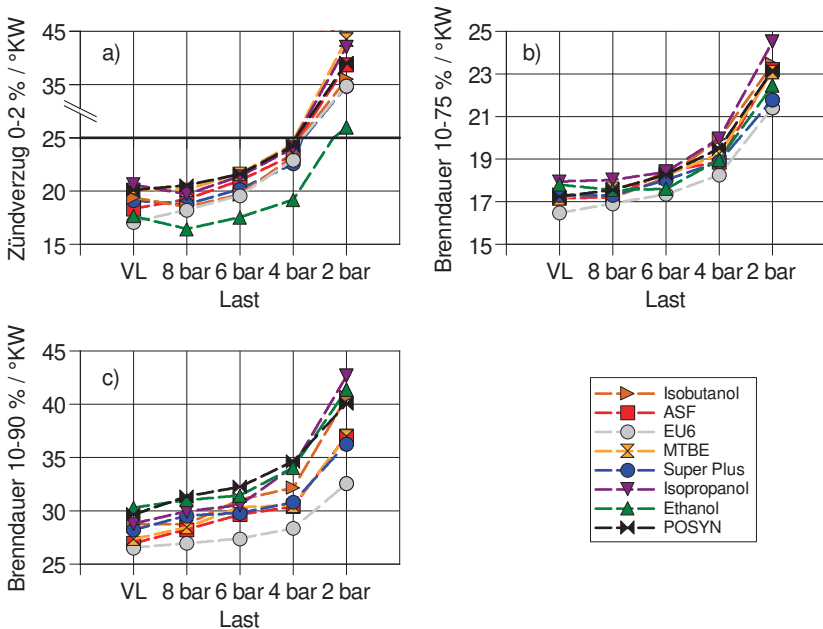 a)
Zündverzug 0-2 % / °KW
45
35
25
20
15
VL 8 bar 6 bar 4 bar 2 bar
Last
b)
Brenndauer 10-75 % / °KW
25
23
21
19
17
15
VL 8 bar 6 bar 4 bar 2 bar
Last
c)
Brenndauer 10-90 % / °KW
45
40
35
30
25
VL 8 bar 6 bar 4 bar 2 bar
Last
Isobutanol
ASF
EU6
MTBE
Super Plus
Isopropanol
Ethanol
POSYN